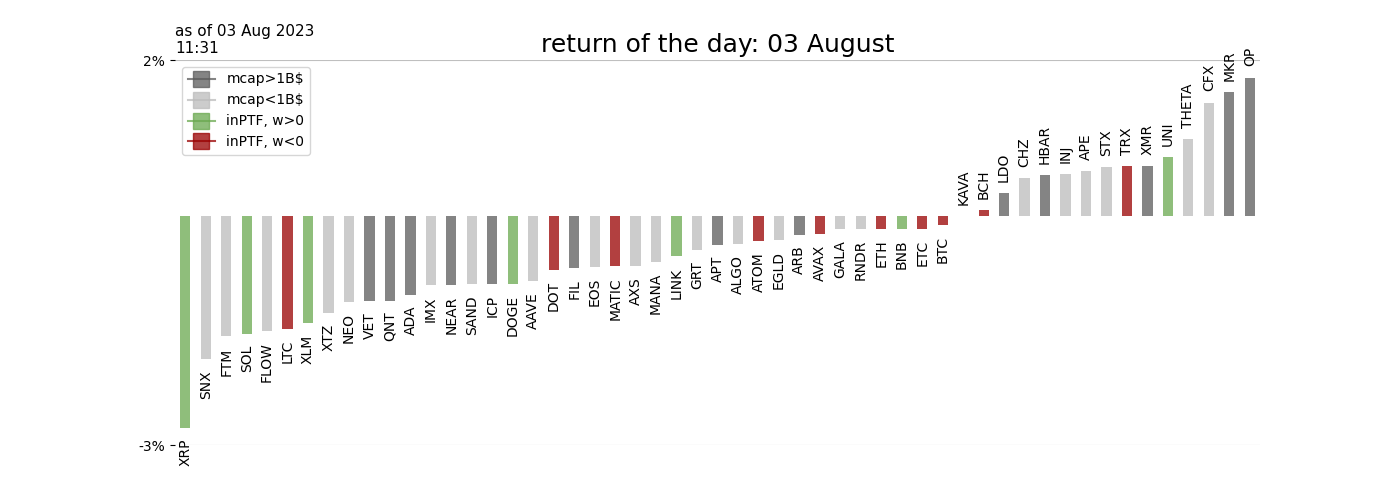 as of 03 Aug 2023
11:31
return of the day: 03 August
2%
mcap>1B$
mcap<1B$
inPTF, w>0
inPTF, w<0
-3%
XRP
SNX
FTM
SOL
FLOW
LTC
XLM
XTZ
NEO
VET
QNT
ADA
IMX
NEAR
SAND
ICP
DOGE
AAVE
DOT
FIL
EOS
MATIC
AXS
MANA
LINK
GRT
APT
ALGO
ATOM
EGLD
ARB
AVAX
GALA
RNDR
ETH
BNB
ETC
BTC
KAVA
BCH
LDO
CHZ
HBAR
INJ
APE
STX
TRX
XMR
UNI
THETA
CFX
MKR
OP